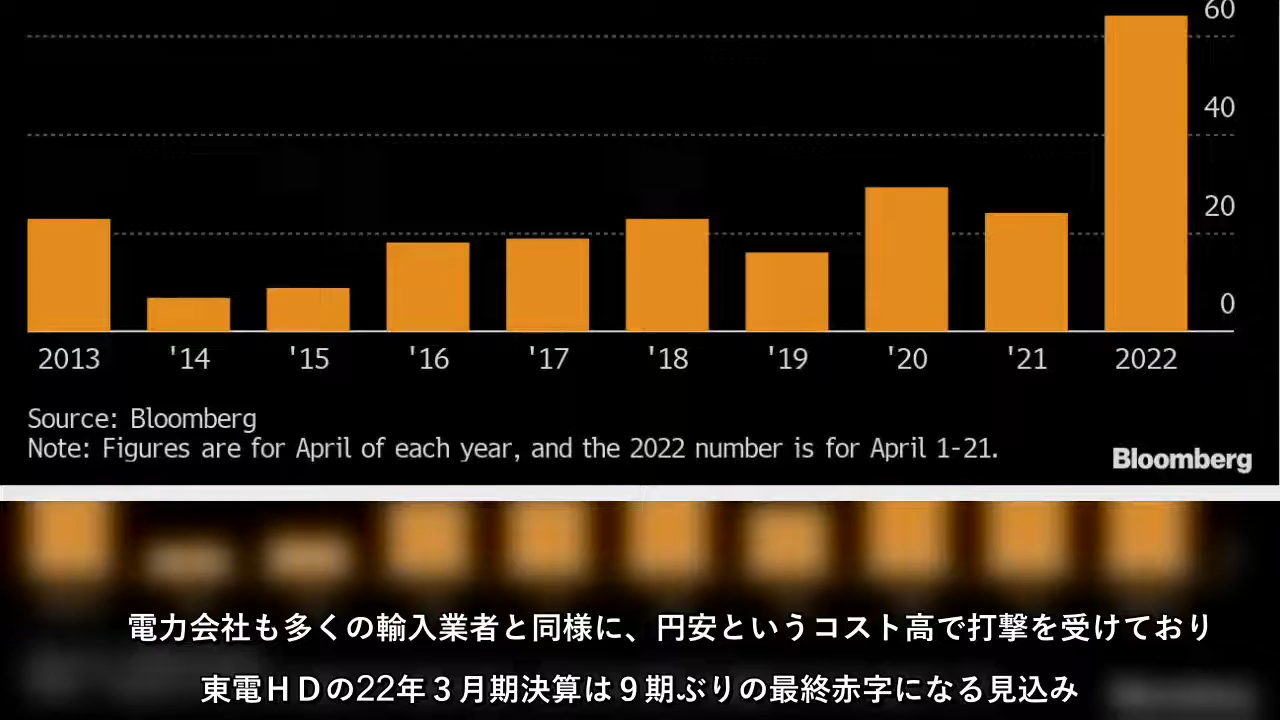 60
40
20
0
2013 '14 '15 '16 '17 '18 '19 '20 '21 2022
Source: Bloomberg
Note: Figures are for April of each year, and the 2022 number is for April 1-21.
Bloomberg
電力会社も多くの輸入業者と同様に、円安というコスト高で打撃を受けており
東電ＨＤの22年３月期決算は９期ぶりの最終赤字になる見込み